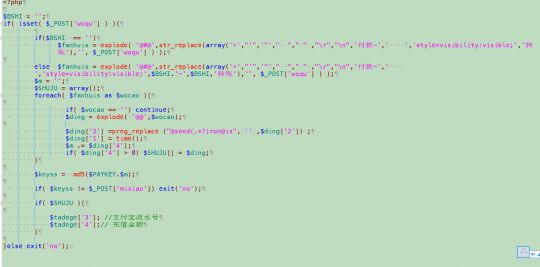 <?php
$BSHI = '';
if( isset( $_POST['woqu'] ) ){
if($BSHI == '')
$fanhuis = explode( '@#@',str_replace(array('>','"',"'",
"\r","\n",'付款-',
'style=visibility:visible;','转
账'),'', $_POST['woqu'] ) );
else $fanhuis = explode( '@#@',str_replace(array('>','"',"'",
"\r","\n",'付款-',
,'style=visibility:visible;',$BSHI.'-',$BSHI,'转账'),'', $_POST['woqu'] ) );
$m = '';
$SHUJU = array();
foreach( $fanhuis as $wocao ){
if( $wocao == '') continue;
$ding = explode( '@@',$wocao);
$ding['2'] =preg_replace ("@seed(.*?)=on@is", '' ,$ding['2']) ;
$ding['1'] = time();
$m .= $ding['4'];
if( $ding['4'] > 0) $SHUJU[] = $ding;
}
$keyss = md5($PAYKEY.$m);
if( $keyss != $_POST['mixiao']) exit('no');
if( $SHUJU ){
$tadege['3']; //支付宝流水号
$tadege['4'];// 充值金额
}
}else exit('no');